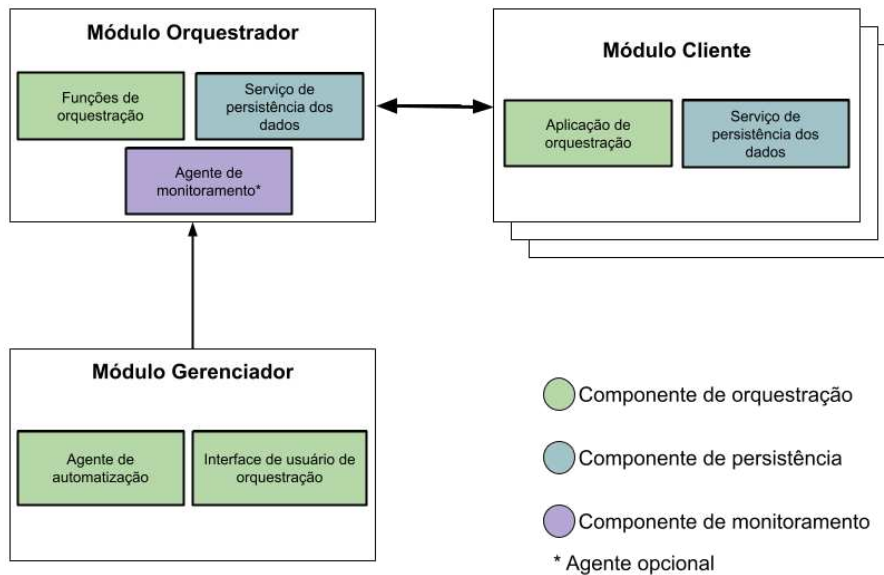 Módulo Orquestrador
Funções de
orquestração
Serviço de
persistência dos
dados
Agente de
monitoramento*
Módulo Cliente
Aplicação de
orquestração
Serviço de
persistência dos
dados
Módulo Gerenciador
Agente de
automatização
Interface de usuário de
orquestração
Componente de orquestração
Componente de persistência
Componente de monitoramento
* Agente opcional